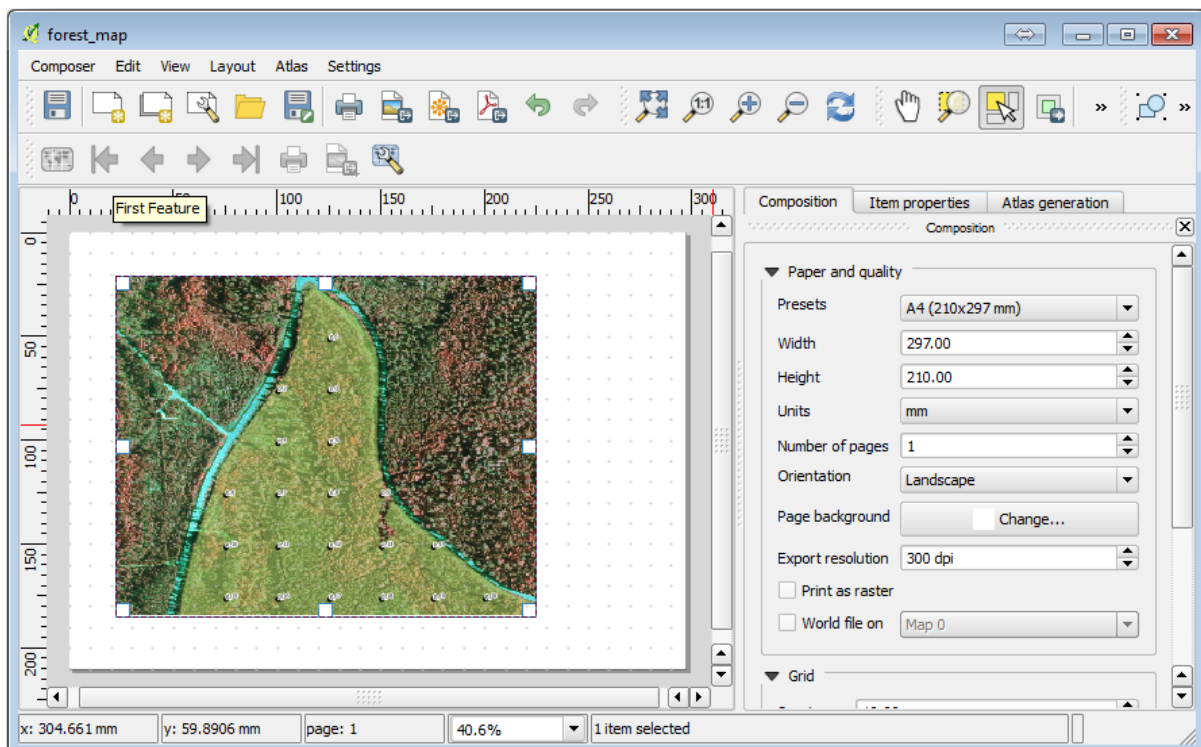 forest_map
Composer Edit View Layout Atlas Settings
1:1
» »
0 50 100 150 200 250 300
First Feature
0
50
100
150
200
Composition Item properties Atlas generation
Composition
Paper and quality
Presets A4 (210x297 mm)
Width 297.00
Height 210.00
Units mm
Number of pages 1
Orientation Landscape
Page background Change...
Export resolution 300 dpi
Print as raster
World file on Map 0
Grid
x: 304.661 mm y: 59.8906 mm page: 1 40.6% 1 item selected